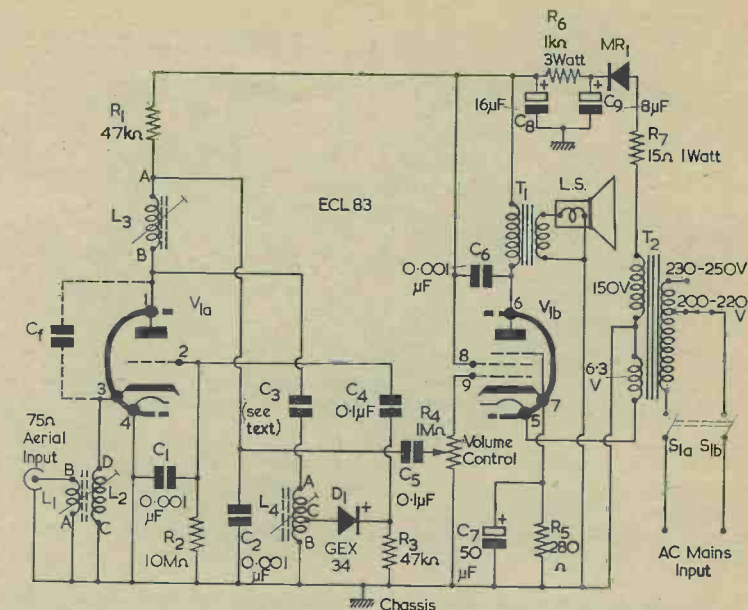 R6
1kΩ
3Watt
MR1
R1
47kΩ
16μF
C8
C9
8μF
R7
15Ω 1Watt
A
L3
B
ECL 83
T1
L.S.
T2
230-250V
200-220
V
150V
6·3
V
C6
0·001
μF
1
V1a
6
V1b
Cf
2
8
9
3
4
5
7
C3
(see
text)
C4
0·1μF
R4
1MΩ
Volume
Control
C5
0·1μF
75Ω
Aerial
Input
B
L1
A
D
L2
C
C1
0·001
μF
R2
10MΩ
C2
0·001
μF
L4
A
C
B
D1
GEX
34
R3
47kΩ
C7
50
μF
R5
280
Ω
S1a S1b
AC Mains
Input
Chassis